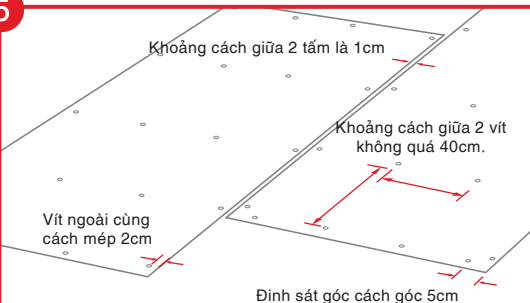 5
Khoảng cách giữa 2 tấm là 1cm
Khoảng cách giữa 2 vít
không quá 40cm.
Vít ngoài cùng
cách mép 2cm
Đinh sát góc cách góc 5cm